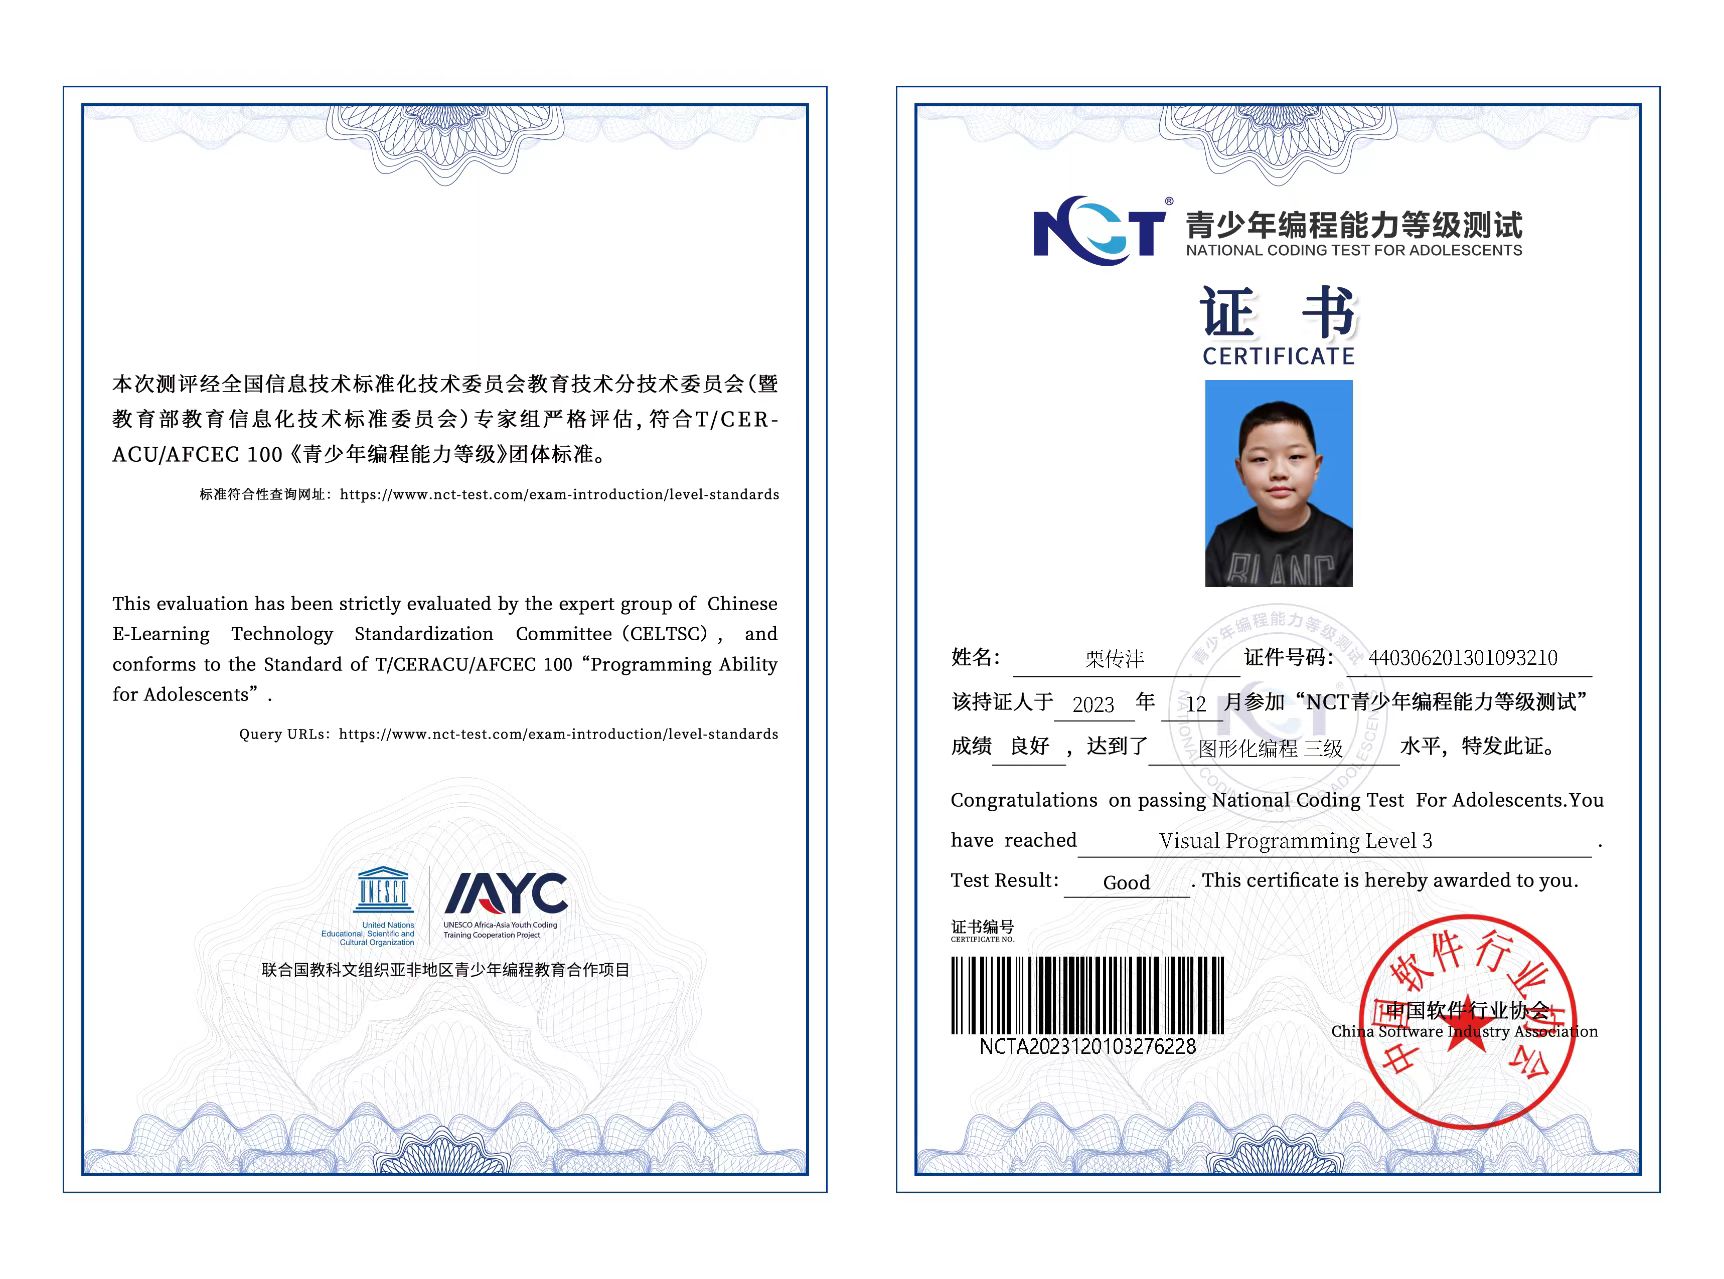 本次测评经全国信息技术标准化技术委员会教育技术分技术委员会（暨
教育部教育信息化技术标准委员会）专家组严格评估，符合T/CER-
ACU/AFCEC 100《青少年编程能力等级》团体标准。
标准符合性查询网址：https://www.nct-test.com/exam-introduction/level-standards
This evaluation has been strictly evaluated by the expert group of Chinese
E-Learning Technology Standardization Committee（CELTSC）, and
conforms to the Standard of T/CERACU/AFCEC 100 “Programming Ability
for Adolescents”.
Query URLs：https://www.nct-test.com/exam-introduction/level-standards
UNESCO
United Nations
Educational, Scientific and
Cultural Organization
IAYC
UNESCO Africa-Asia Youth Coding
Training Cooperation Project
联合国教科文组织亚非地区青少年编程教育合作项目
NCT®
青少年编程能力等级测试
NATIONAL CODING TEST FOR ADOLESCENTS
证 书
CERTIFICATE
BLANC
青少年编程能力等级测试
NCT®
NATIONAL CODING TEST FOR ADOLESCENTS
姓名： 栗传沣 证件号码： 440306201301093210
该持证人于 2023 年 12 月参加“NCT青少年编程能力等级测试”
成绩 良好 ，达到了 图形化编程 三级 水平，特发此证。
Congratulations on passing National Coding Test For Adolescents.You
have reached Visual Programming Level 3 .
Test Result： Good . This certificate is hereby awarded to you.
证书编号
CERTIFICATE NO.
NCTA2023120103276228
中国软件行业协会
China Software Industry Association
中国软件行业协会